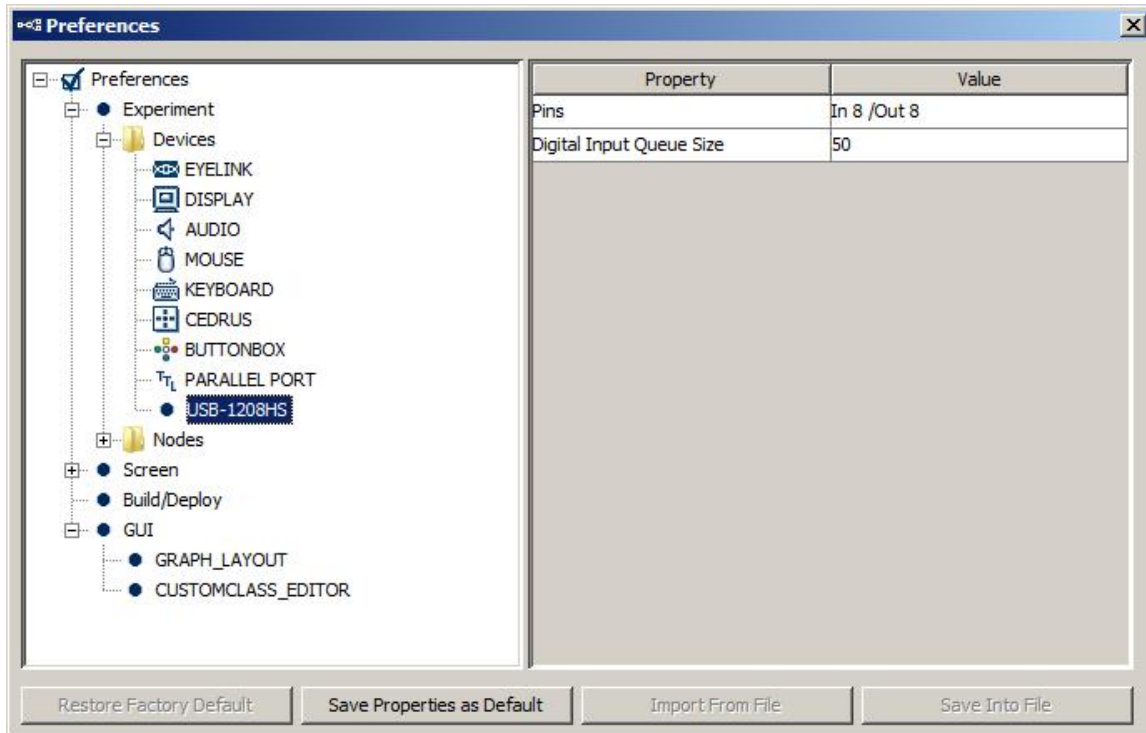 Preferences
Preferences
Experiment
Devices
EYELINK
DISPLAY
AUDIO
MOUSE
KEYBOARD
CEDRUS
BUTTONBOX
TTL PARALLEL PORT
USB-1208HS
Nodes
Screen
Build/Deploy
GUI
GRAPH_LAYOUT
CUSTOMCLASS_EDITOR
Property Value
Pins In 8 /Out 8
Digital Input Queue Size 50
Restore Factory Default Save Properties as Default Import From File Save Into File